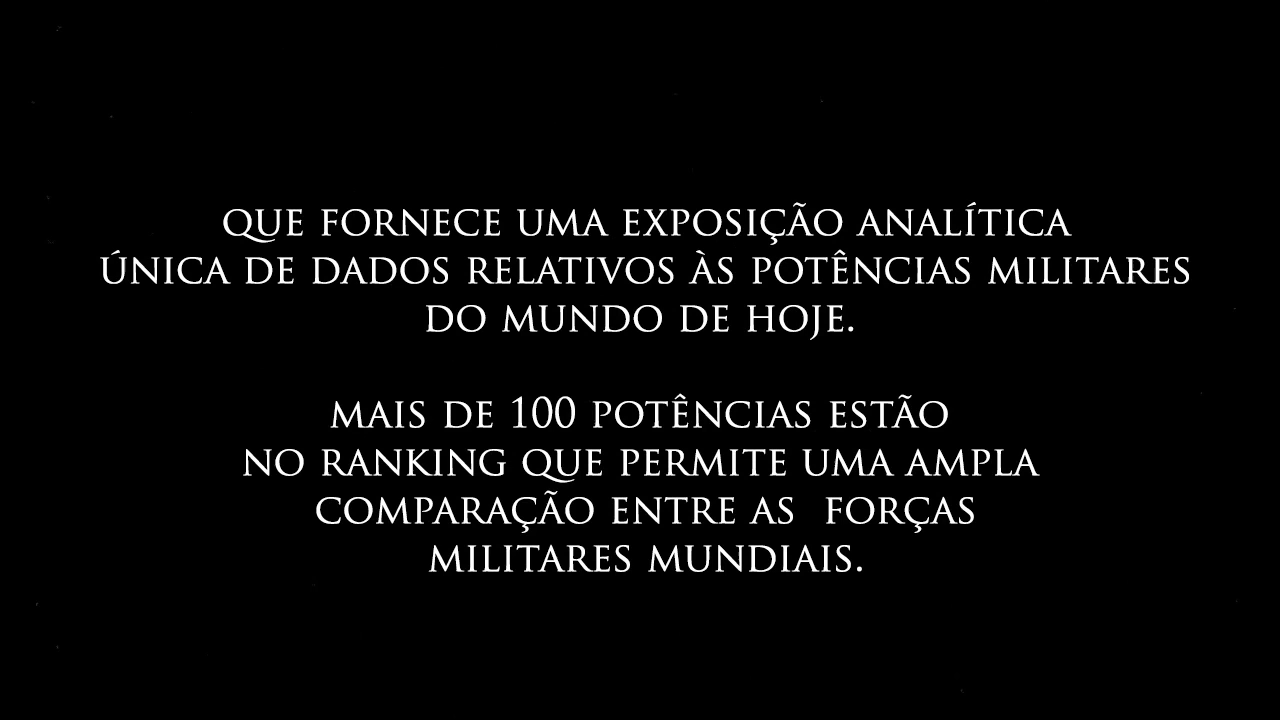 QUE FORNECE UMA EXPOSIÇÃO ANALÍTICA
ÚNICA DE DADOS RELATIVOS ÀS POTÊNCIAS MILITARES
DO MUNDO DE HOJE.
MAIS DE 100 POTÊNCIAS ESTÃO
NO RANKING QUE PERMITE UMA AMPLA
COMPARAÇÃO ENTRE AS FORÇAS
MILITARES MUNDIAIS.